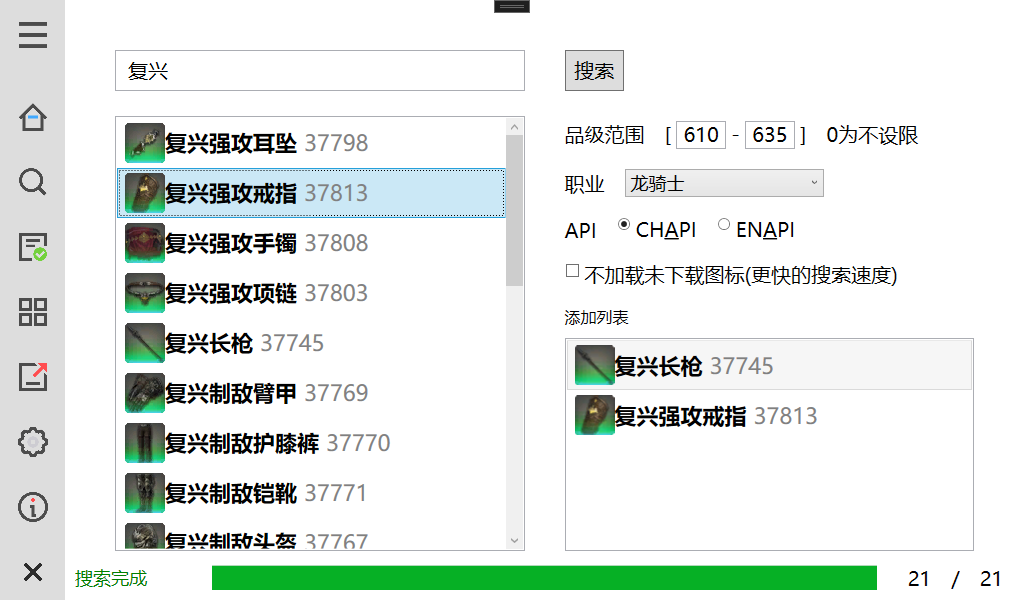 复兴
搜索
复兴强攻耳坠 37798
复兴强攻戒指 37813
复兴强攻手镯 37808
复兴强攻项链 37803
复兴长枪 37745
复兴制敌臂甲 37769
复兴制敌护膝裤 37770
复兴制敌铠靴 37771
复兴制敌头盔 37767
品级范围 [ 610 - 635 ] 0为不设限
职业 龙骑士
API CHAPI ENAPI
不加载未下载图标(更快的搜索速度)
添加列表
复兴长枪 37745
复兴强攻戒指 37813
搜索完成
21 / 21